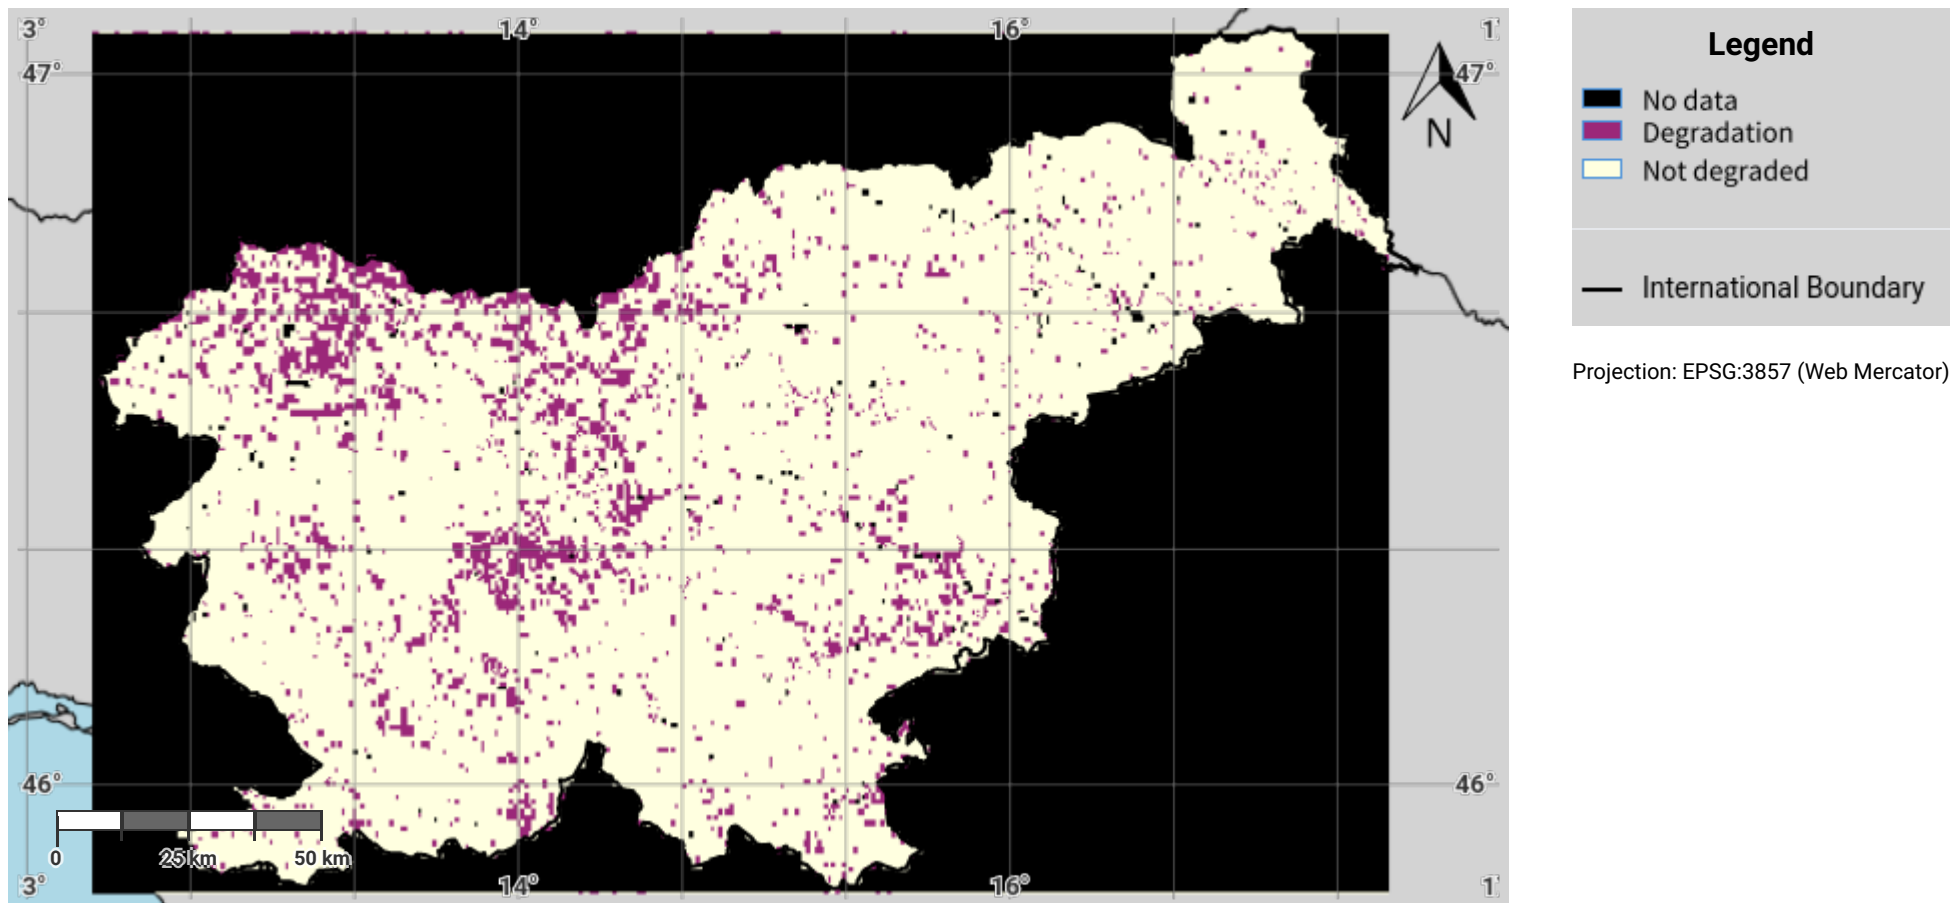 3° 14° 16° 1
47° 47°
N
46° 46°
0 25 km 50 km
3° 14° 16° 1
Legend
No data
Degradation
Not degraded
International Boundary
Projection: EPSG:3857 (Web Mercator)